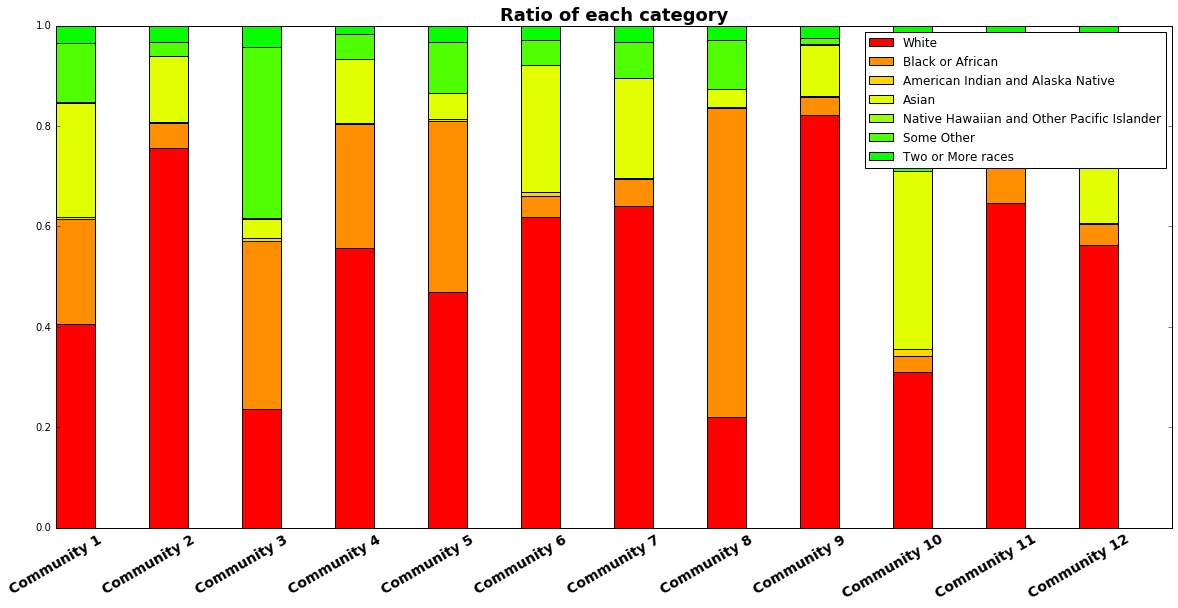 Ratio of each category
1.0
0.8
0.6
0.4
0.2
0.0
White
Black or African
American Indian and Alaska Native
Asian
Native Hawaiian and Other Pacific Islander
Some Other
Two or More races
Community 1
Community 2
Community 3
Community 4
Community 5
Community 6
Community 7
Community 8
Community 9
Community 10
Community 11
Community 12